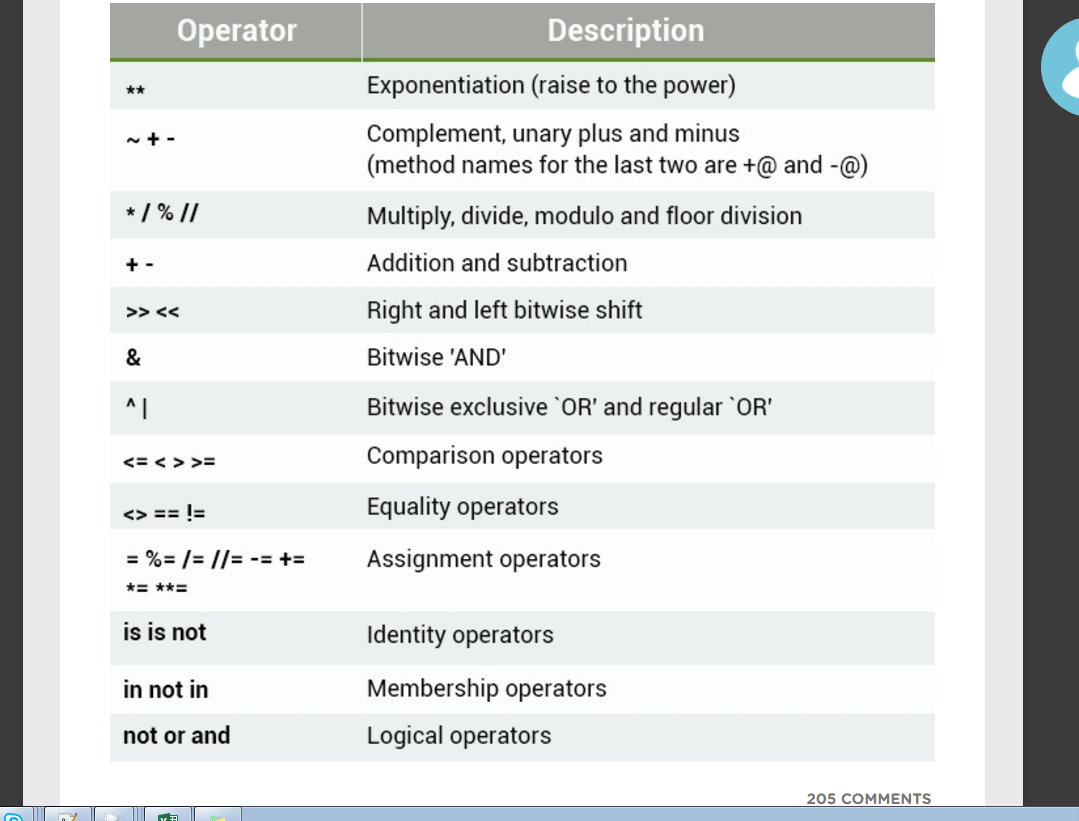 Operator Description
** Exponentiation (raise to the power)
~ + - Complement, unary plus and minus
(method names for the last two are +@ and -@)
* / % // Multiply, divide, modulo and floor division
+ - Addition and subtraction
>> << Right and left bitwise shift
& Bitwise 'AND'
^ | Bitwise exclusive `OR' and regular `OR'
<= < > >= Comparison operators
<> == != Equality operators
= %= /= //= -= += Assignment operators
*= **=
is is not Identity operators
in not in Membership operators
not or and Logical operators
205 COMMENTS